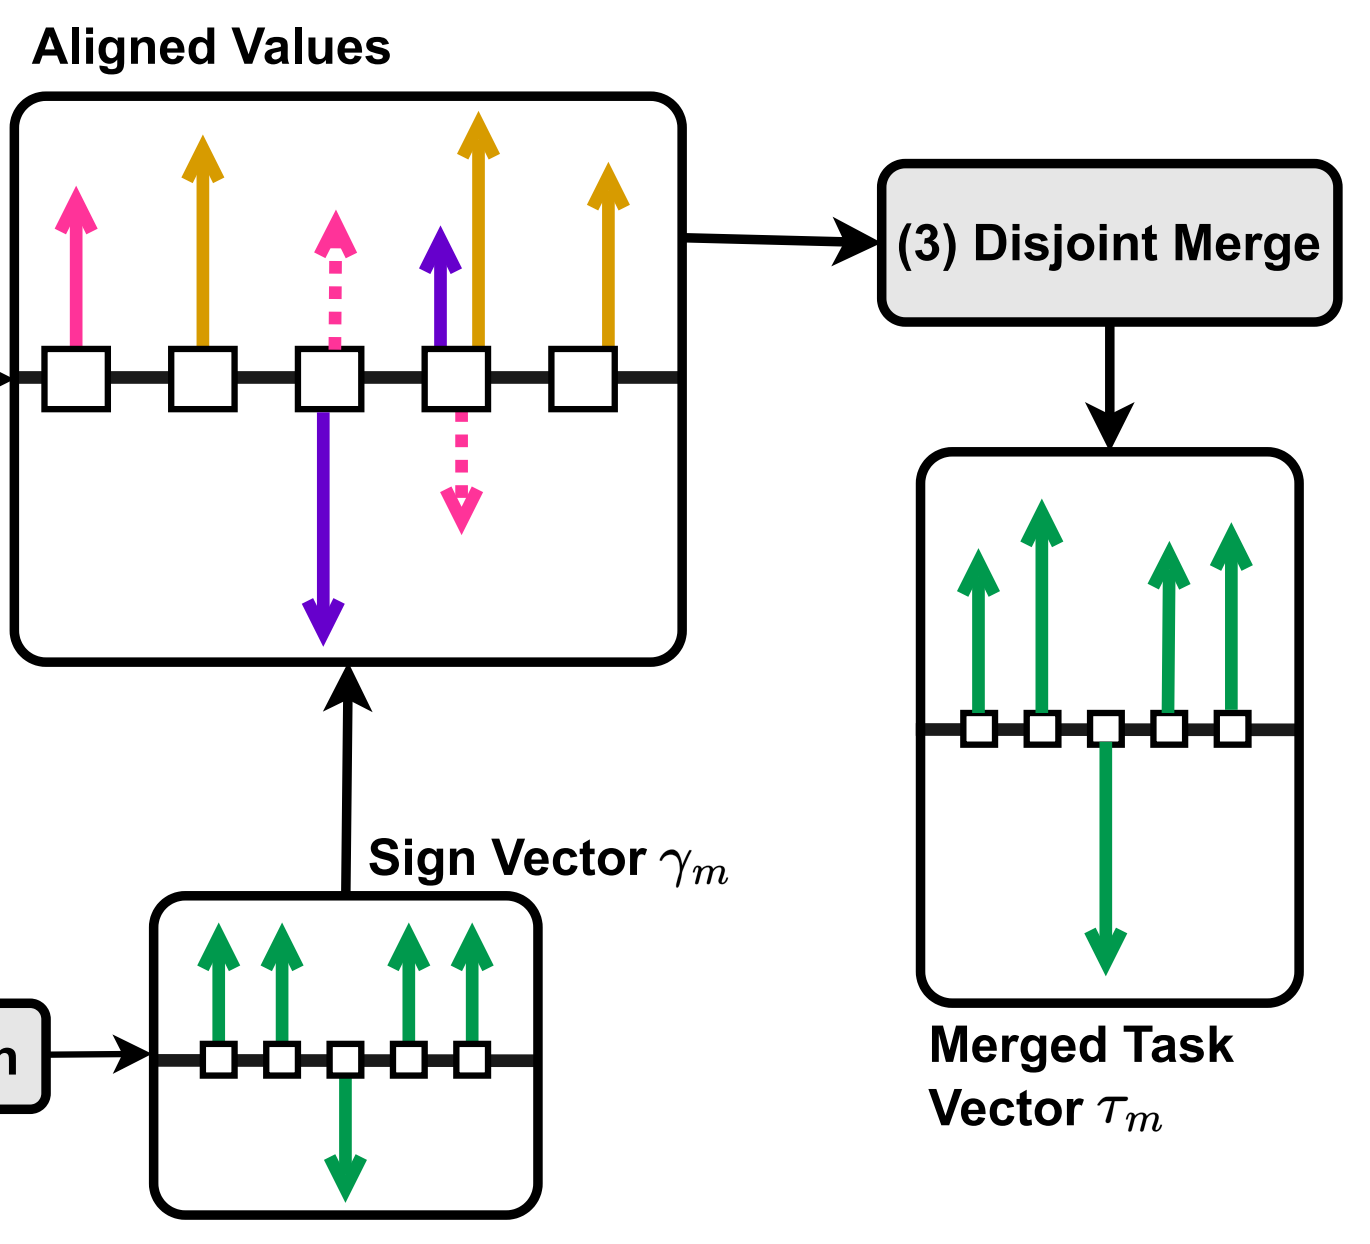 Aligned Values
(3) Disjoint Merge
Sign Vector γₘ
n
Merged Task
Vector τₘ